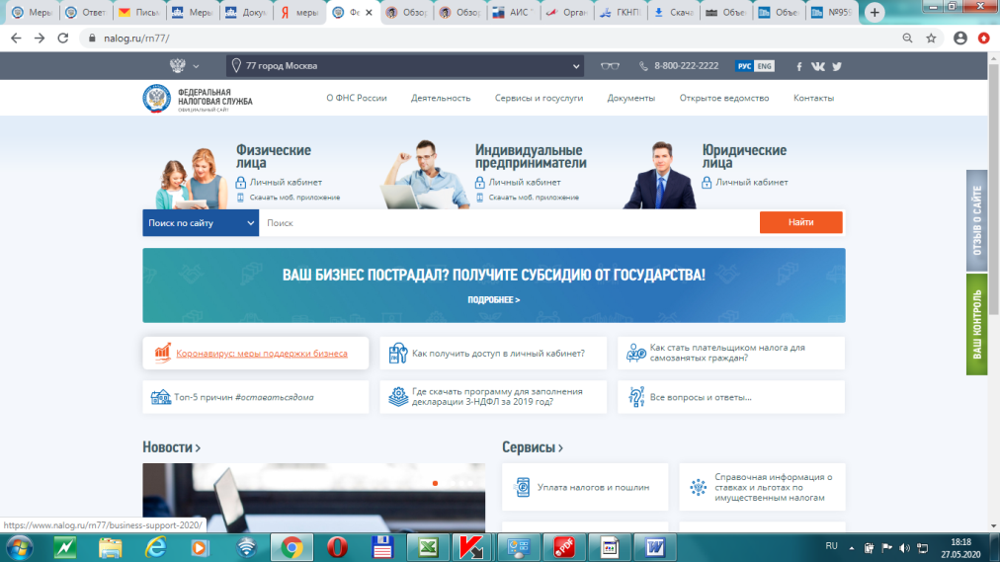 Меры
Ответ
Письм
Меры
Доку
меры
Фе
Обзо
Обзо
АИС
Орган
ГКНП
Скача
Объе
Объе
№959
nalog.ru/rn77/
77 город Москва
8-800-222-2222
РУС ENG
ФЕДЕРАЛЬНАЯ
НАЛОГОВАЯ СЛУЖБА
ОФИЦИАЛЬНЫЙ САЙТ
О ФНС России
Деятельность
Сервисы и госуслуги
Документы
Открытое ведомство
Контакты
Физические
лица
Личный кабинет
Скачать моб. приложение
Индивидуальные
предприниматели
Личный кабинет
Скачать моб. приложение
Юридические
лица
Личный кабинет
Поиск по сайту
Поиск
Найти
ОТЗЫВ О САЙТЕ
ВАШ КОНТРОЛЬ
ВАШ БИЗНЕС ПОСТРАДАЛ? ПОЛУЧИТЕ СУБСИДИЮ ОТ ГОСУДАРСТВА!
ПОДРОБНЕЕ >
Коронавирус: меры поддержки бизнеса
Как получить доступ в личный кабинет?
Как стать плательщиком налога для
самозанятых граждан?
Топ-5 причин #оставатьсядома
Где скачать программу для заполнения
декларации 3-НДФЛ за 2019 год?
Все вопросы и ответы...
Новости >
Сервисы >
Уплата налогов и пошлин
Справочная информация о
ставках и льготах по
имущественным налогам
https://www.nalog.ru/rn77/business-support-2020/
RU
18:18
27.05.2020